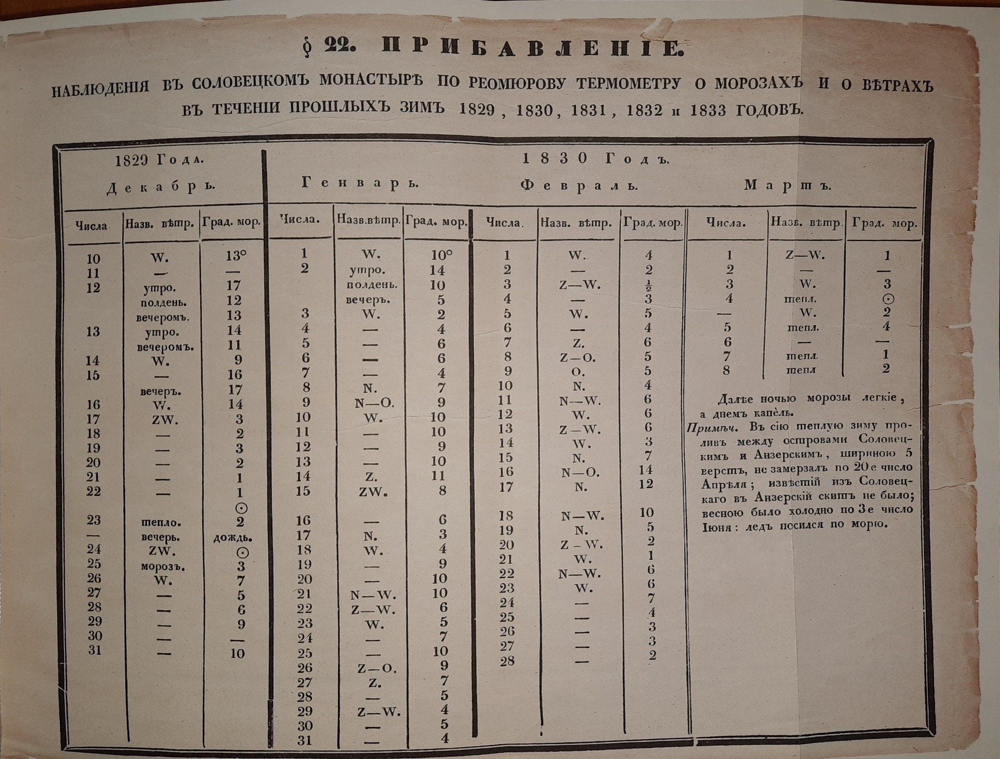 § 22. ПРИБАВЛЕНІЕ.
НАБЛЮДЕНІЯ ВЪ СОЛОВЕЦКОМЪ МОНАСТЫРѢ ПО РЕОМЮРОВУ ТЕРМОМЕТРУ О МОРОЗАХЪ И О ВѢТРАХЪ
ВЪ ТЕЧЕНІИ ПРОШЛЫХЪ ЗИМЪ 1829, 1830, 1831, 1832 и 1833 ГОДОВЪ.
1829 Года.
Декабрь.
Числа Назв. вѣтр. Град. мор.
10 W. 13°
11 — —
12 утро. 17
полдень. 12
вечеромъ. 13
13 утро. 14
вечеромъ. 11
14 W. 9
15 — 16
вечеръ. 17
16 W. 14
17 ZW. 3
18 — 2
19 — 3
20 — 2
21 — 1
22 — 1
⊙
23 тепло. 2
— вечерь. дождь.
24 ZW. ⊙
25 морозъ. 3
26 W. 7
27 — 5
28 — 6
29 — 9
30 — —
31 — 10
1830 Годъ.
Генварь.
Числа. Назв.вѣтр. Град. мор.
1 W. 10°
2 утро. 14
полдень. 10
вечеръ. 5
3 W. 2
4 — 4
5 — 6
6 — 6
7 — 4
8 N. 7
9 N—O. 9
10 W. 10
11 — 10
12 — 9
13 — 10
14 Z. 11
15 ZW. 8
16 — 6
17 N. 3
18 W. 4
19 — 9
20 — 10
21 N—W. 10
22 Z—W. 6
23 W. 5
24 — 7
25 — 10
26 Z—O. 9
27 Z. 7
28 — 5
29 Z—W. 4
30 — 5
31 — 4
Февраль.
Числа. Назв. вѣтр. Град. мор.
1 W. 4
2 — 2
3 Z—W. ½
4 — 3
5 W. 5
6 — 4
7 Z. 6
8 Z—O. 5
9 O. 5
10 N. 4
11 N—W. 6
12 W. 6
13 Z—W. 6
14 W. 3
15 N. 7
16 N—O. 14
17 N. 12
18 N—W. 10
19 N. 5
20 Z—W. 2
21 W. 1
22 N—W. 6
23 W. 6
24 — 7
25 — 4
26 — 3
27 — 3
28 — 2
Мартъ.
Числа. Назв. вѣтр. Град. мор.
1 Z—W. 1
2 — —
3 W. 3
4 тепл. ⊙
— W. 2
5 тепл. 4
6 — —
7 тепл. 1
8 тепл 2
Далѣе ночью морозы легкіе,
а днемъ капѐль.
Примѣч. Въ сію теплую зиму про-
ливъ между островами Соловец-
кимъ и Анзерскимъ, шириною 5
верстъ, не замерзалъ по 20е число
Апрѣля; извѣстій изъ Соловец-
каго въ Анзерскій скитъ не было;
весною было холодно по 3е число
Іюня: ледъ носился по морю.